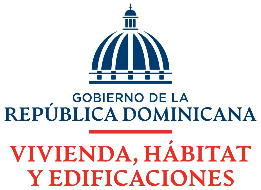 GOBIERNO DE LA
REPÚBLICA DOMINICANA
VIVIENDA, HÁBITAT
Y EDIFICACIONES